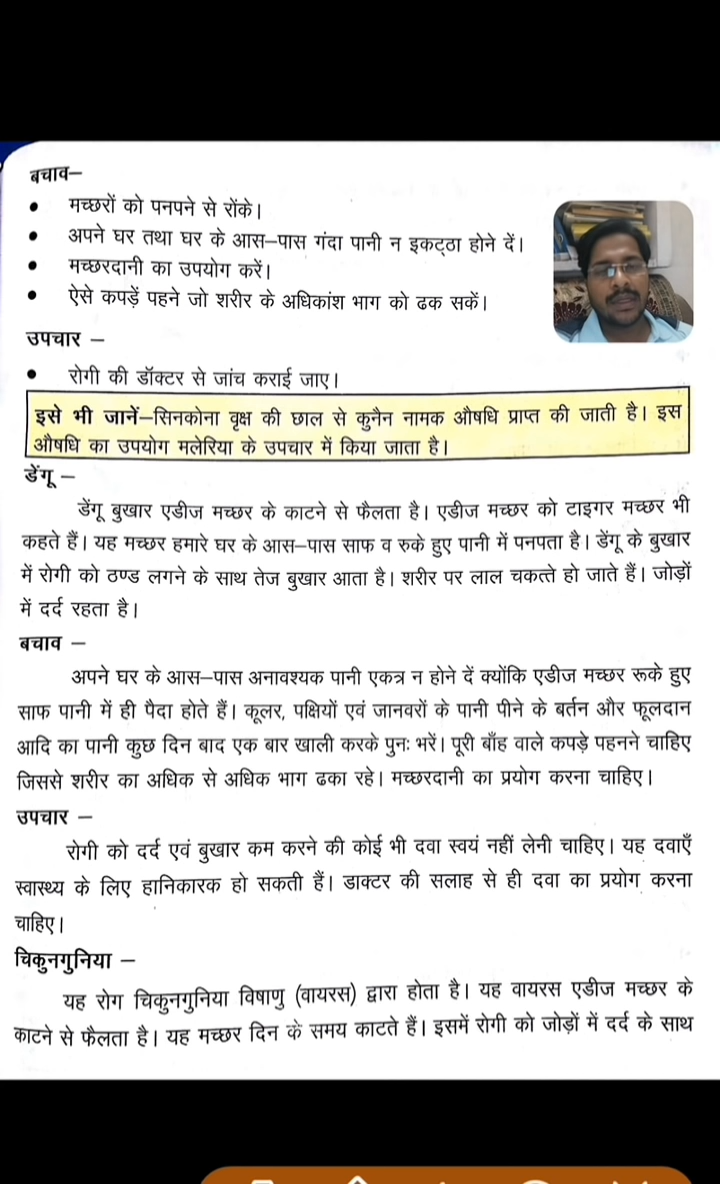 बचाव–
• मच्छरों को पनपने से रोंके।
• अपने घर तथा घर के आस–पास गंदा पानी न इकट्ठा होने दें।
• मच्छरदानी का उपयोग करें।
• ऐसे कपड़ें पहने जो शरीर के अधिकांश भाग को ढक सकें।
उपचार –
• रोगी की डॉक्टर से जांच कराई जाए।
इसे भी जानें–सिनकोना वृक्ष की छाल से कुनैन नामक औषधि प्राप्त की जाती है। इस
औषधि का उपयोग मलेरिया के उपचार में किया जाता है।
डेंगू –
डेंगू बुखार एडीज मच्छर के काटने से फैलता है। एडीज मच्छर को टाइगर मच्छर भी
कहते हैं। यह मच्छर हमारे घर के आस–पास साफ व रुके हुए पानी में पनपता है। डेंगू के बुखार
में रोगी को ठण्ड लगने के साथ तेज बुखार आता है। शरीर पर लाल चकत्ते हो जाते हैं। जोड़ों
में दर्द रहता है।
बचाव –
अपने घर के आस–पास अनावश्यक पानी एकत्र न होने दें क्योंकि एडीज मच्छर रूके हुए
साफ पानी में ही पैदा होते हैं। कूलर, पक्षियों एवं जानवरों के पानी पीने के बर्तन और फूलदान
आदि का पानी कुछ दिन बाद एक बार खाली करके पुनः भरें। पूरी बाँह वाले कपड़े पहनने चाहिए
जिससे शरीर का अधिक से अधिक भाग ढका रहे। मच्छरदानी का प्रयोग करना चाहिए।
उपचार –
रोगी को दर्द एवं बुखार कम करने की कोई भी दवा स्वयं नहीं लेनी चाहिए। यह दवाएँ
स्वास्थ्य के लिए हानिकारक हो सकती हैं। डाक्टर की सलाह से ही दवा का प्रयोग करना
चाहिए।
चिकुनगुनिया –
यह रोग चिकुनगुनिया विषाणु (वायरस) द्वारा होता है। यह वायरस एडीज मच्छर के
काटने से फैलता है। यह मच्छर दिन के समय काटते हैं। इसमें रोगी को जोड़ों में दर्द के साथ